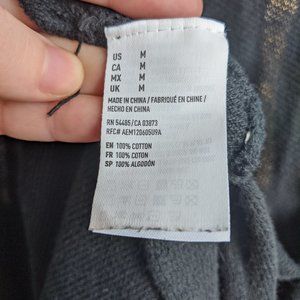 US M
CA M
MX M
UK M
MADE IN CHINA / FABRIQUÉ EN CHINE /
HECHO EN CHINA
RN 54485/CA 03873
RFC# AEM120605U9A
EN 100% COTTON
FR 100% COTON
SP 100% ALGODÓN